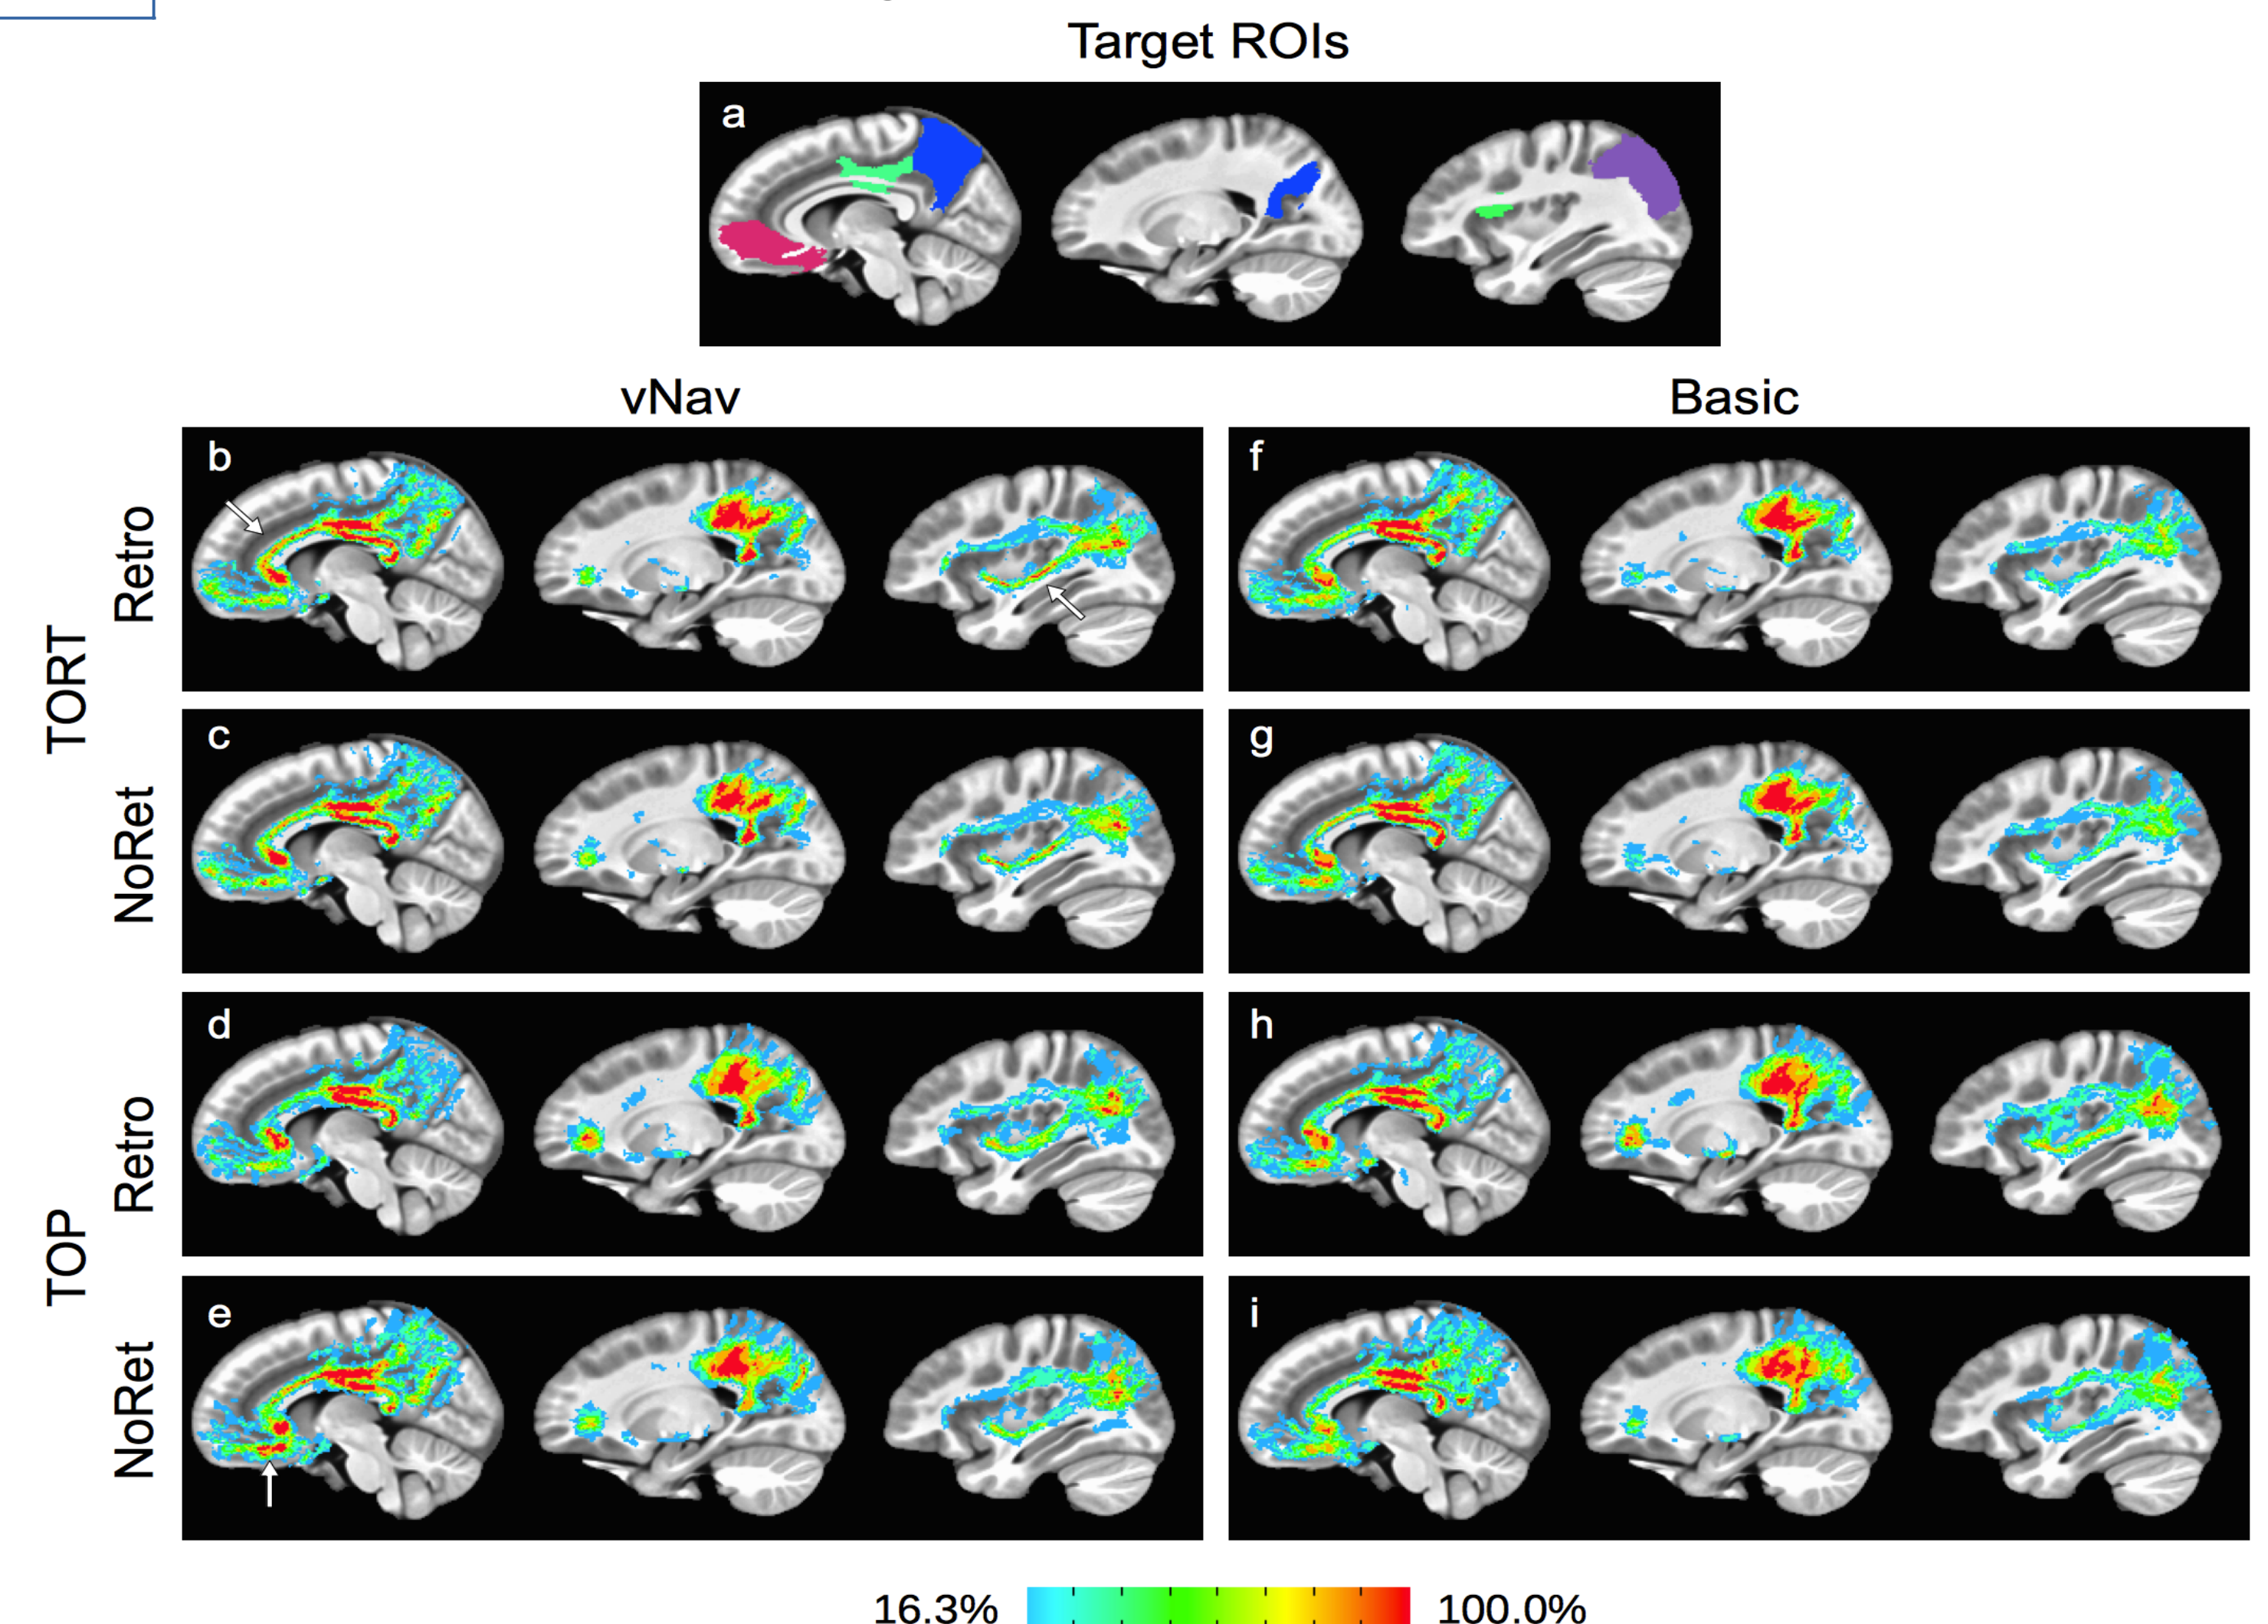 Target ROIs
a
vNav
Basic
TORT
Retro
b
f
NoRet
c
g
TOP
Retro
d
h
NoRet
e
i
16.3%
100.0%